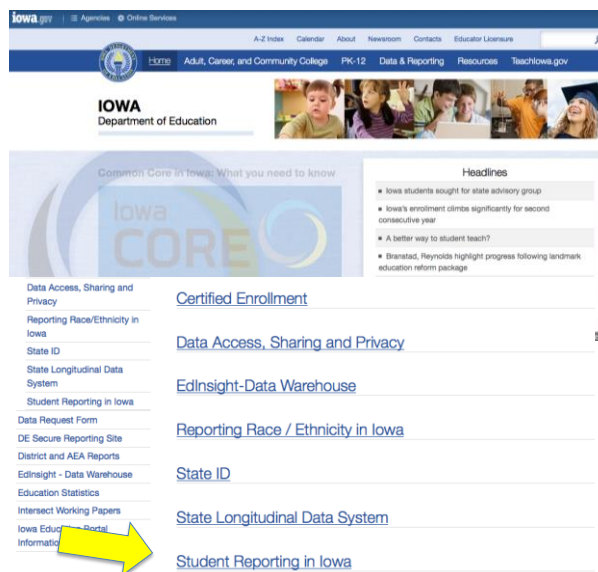 iowa.gov Agencies Online Services
A-Z Index Calendar About Newsroom Contacts Educator Licensure
Home Adult, Career, and Community College PK-12 Data & Reporting Resources TeachIowa.gov
IOWA
Department of Education
Common Core in Iowa: What you need to know
Iowa
CORE
Headlines
Iowa students sought for state advisory group
Iowa's enrollment climbs significantly for second
consecutive year
A better way to student teach?
Branstad, Reynolds highlight progress following landmark
education reform package
Data Access, Sharing and
Privacy
Reporting Race/Ethnicity in
Iowa
State ID
State Longitudinal Data
System
Student Reporting in Iowa
Data Request Form
DE Secure Reporting Site
District and AEA Reports
EdInsight - Data Warehouse
Education Statistics
Intersect Working Papers
Iowa Portal
Certified Enrollment
Data Access, Sharing and Privacy
EdInsight-Data Warehouse
Reporting Race / Ethnicity in Iowa
State ID
State Longitudinal Data System
Student Reporting in Iowa